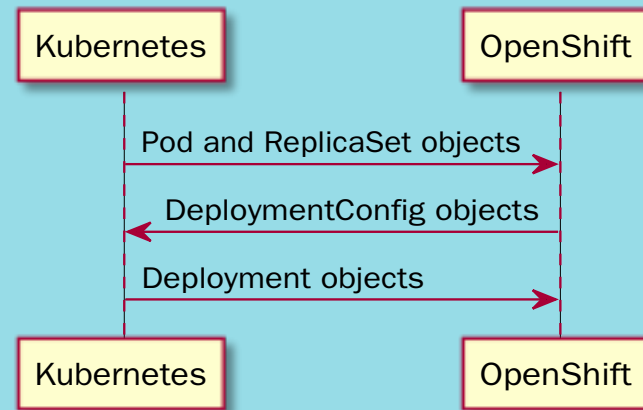 Kubernetes
OpenShift
Pod and ReplicaSet objects
DeploymentConfig objects
Deployment objects
Kubernetes
OpenShift